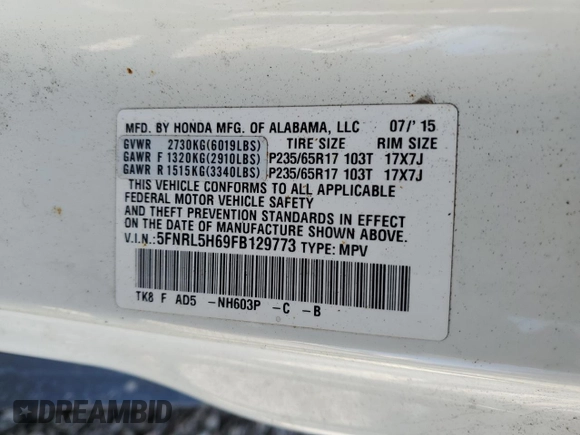 MFD. BY HONDA MFG. OF ALABAMA, LLC 07/'15
GVWR 2730KG(6019LBS) TIRE SIZE RIM SIZE
GAWR F 1320KG(2910LBS) P235/65R17 103T 17X7J
GAWR R 1515KG(3340LBS) P235/65R17 103T 17X7J
THIS VEHICLE CONFORMS TO ALL APPLICABLE
FEDERAL MOTOR VEHICLE SAFETY
AND THEFT PREVENTION STANDARDS IN EFFECT
ON THE DATE OF MANUFACTURE SHOWN ABOVE.
V.I.N.:5FNRL5H69FB129773 TYPE: MPV
TK8 F AD5 -NH603P -C -B
DREAMBID